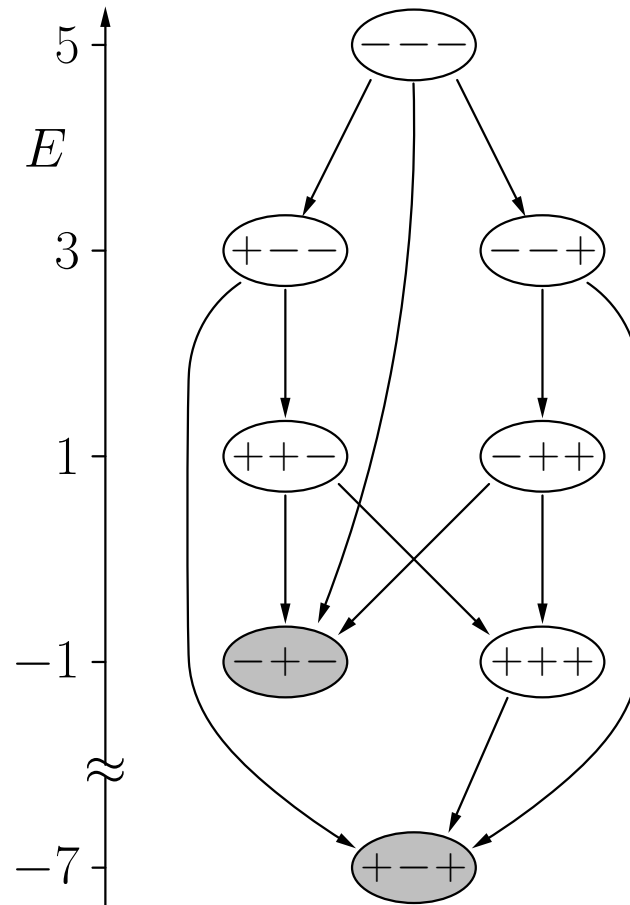 5
− − −
E
3
+ − −
− − +
1
+ + −
− + +
−1
− + −
+ + +
≈
−7
+ − +